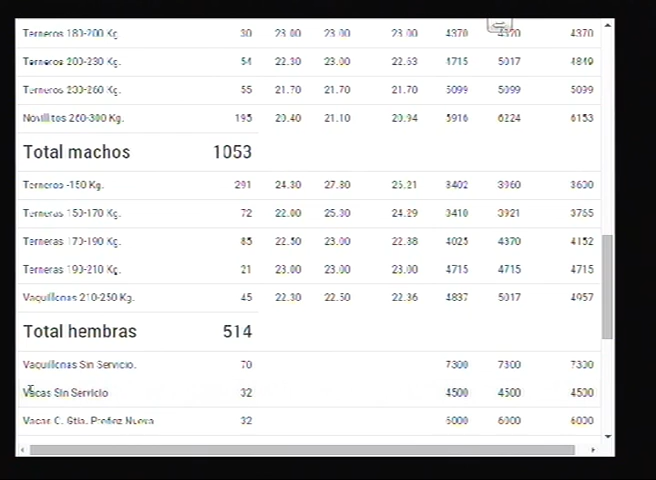 Terneros 180-200 Kg. 30 23.00 23.00 23.00 4370 4370 4370
Terneros 200-230 Kg. 54 22.30 23.00 22.53 4715 5017 4849
Terneros 230-260 Kg. 55 21.70 21.70 21.70 5099 5099 5099
Novillitos 260-300 Kg. 195 20.40 21.10 20.94 5916 6224 6153
Total machos 1053
Terneros -150 Kg. 291 24.30 27.80 25.21 3402 3960 3600
Terneras 150-170 Kg. 72 22.00 25.30 24.29 3410 3921 3765
Terneras 170-190 Kg. 85 22.50 23.00 22.38 4025 4370 4152
Terneras 190-210 Kg. 21 23.00 23.00 23.00 4715 4715 4715
Vaquillonas 210-250 Kg. 45 22.30 22.50 22.36 4837 5017 4957
Total hembras 514
Vaquillonas Sin Servicio. 70 7300 7300 7300
Vacas Sin Servicio 32 4500 4500 4500
Vacas C. Gtia. Preñez Nueva 32 6000 6000 6000